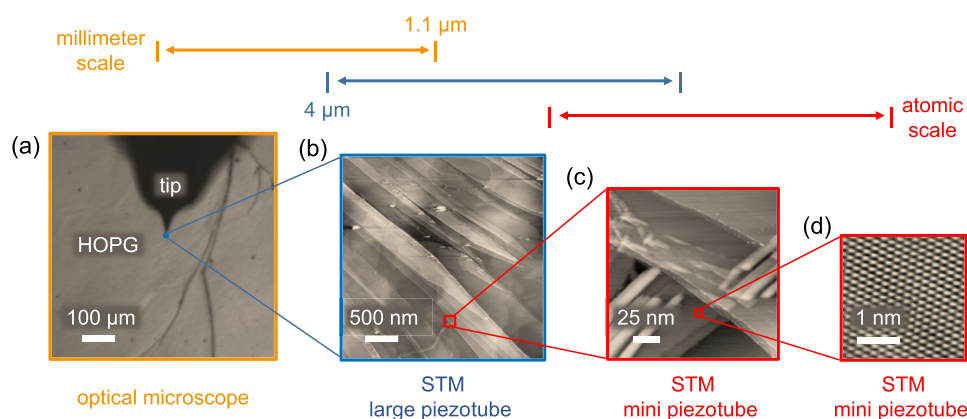 1.1 μm
millimeter
scale
4 μm
atomic
scale
(a)
tip
HOPG
100 μm
optical microscope
(b)
500 nm
STM
large piezotube
(c)
25 nm
STM
mini piezotube
(d)
1 nm
STM
mini piezotube